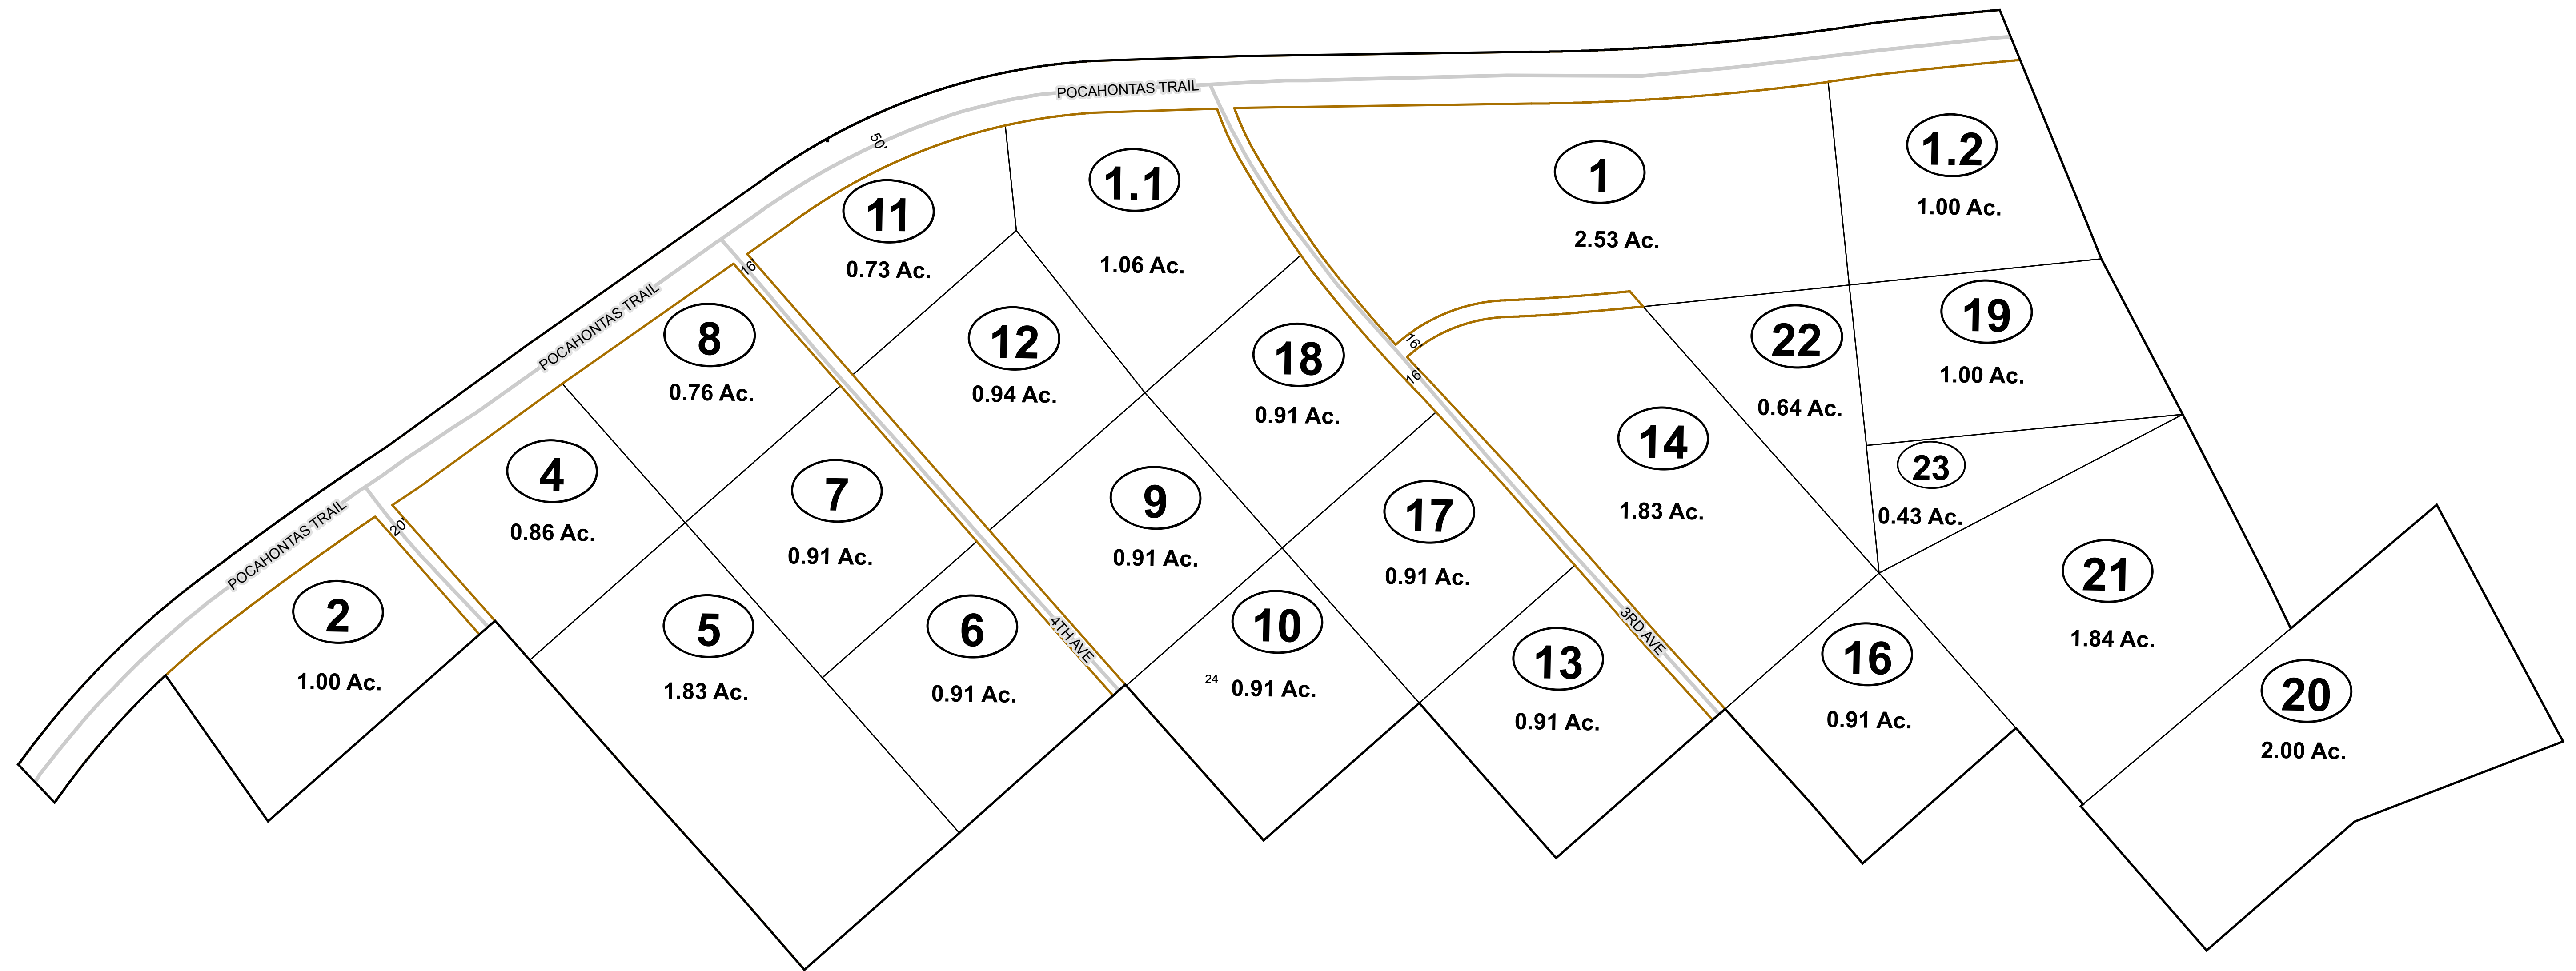 POCAHONTAS TRAIL
50'
1.2
1.00 Ac.
1
2.53 Ac.
1.1
1.06 Ac.
11
0.73 Ac.
16
POCAHONTAS TRAIL
8
0.76 Ac.
12
0.94 Ac.
18
0.91 Ac.
16'
16
22
0.64 Ac.
19
1.00 Ac.
14
1.83 Ac.
23
0.43 Ac.
4
0.86 Ac.
7
0.91 Ac.
9
0.91 Ac.
17
0.91 Ac.
POCAHONTAS TRAIL
20
2
1.00 Ac.
5
1.83 Ac.
6
0.91 Ac.
4TH AVE
10
24
0.91 Ac.
13
0.91 Ac.
3RD AVE
16
0.91 Ac.
21
1.84 Ac.
20
2.00 Ac.